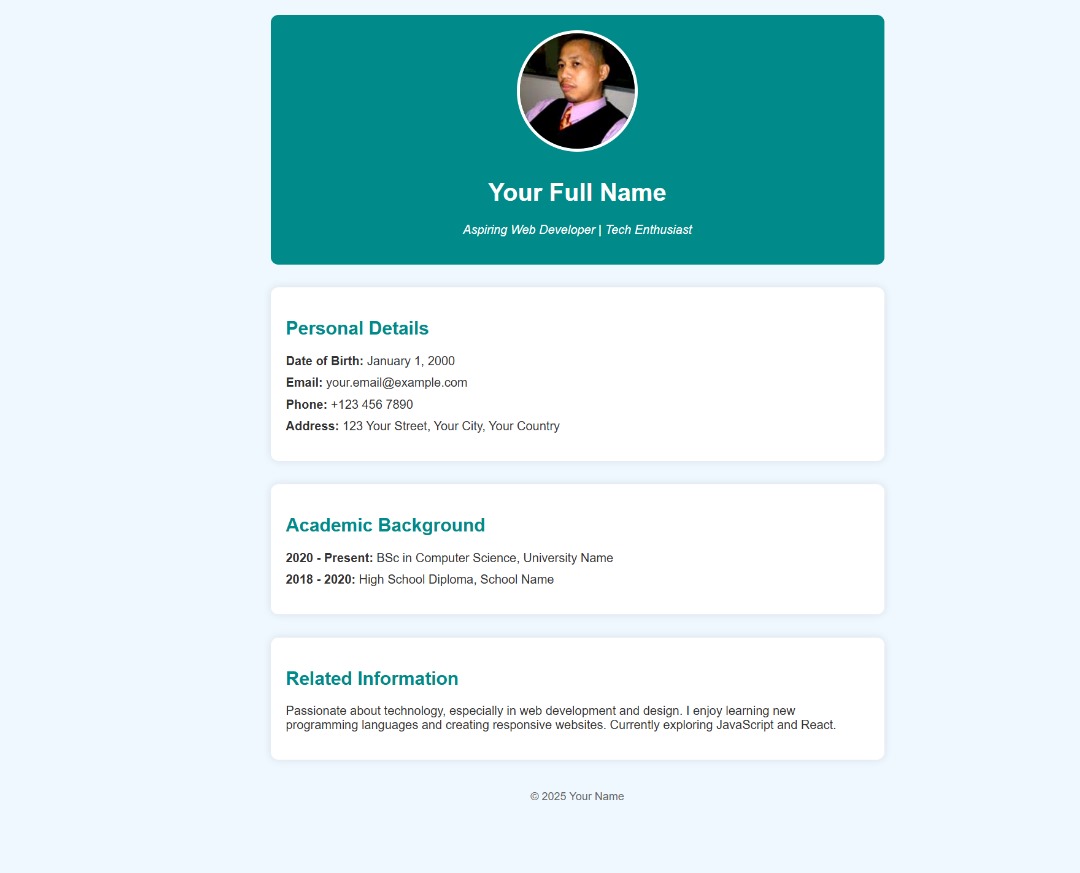 Your Full Name
Aspiring Web Developer | Tech Enthusiast
Personal Details
Date of Birth: January 1, 2000
Email: your.email@example.com
Phone: +123 456 7890
Address: 123 Your Street, Your City, Your Country
Academic Background
2020 - Present: BSc in Computer Science, University Name
2018 - 2020: High School Diploma, School Name
Related Information
Passionate about technology, especially in web development and design. I enjoy learning new
programming languages and creating responsive websites. Currently exploring JavaScript and React.
© 2025 Your Name